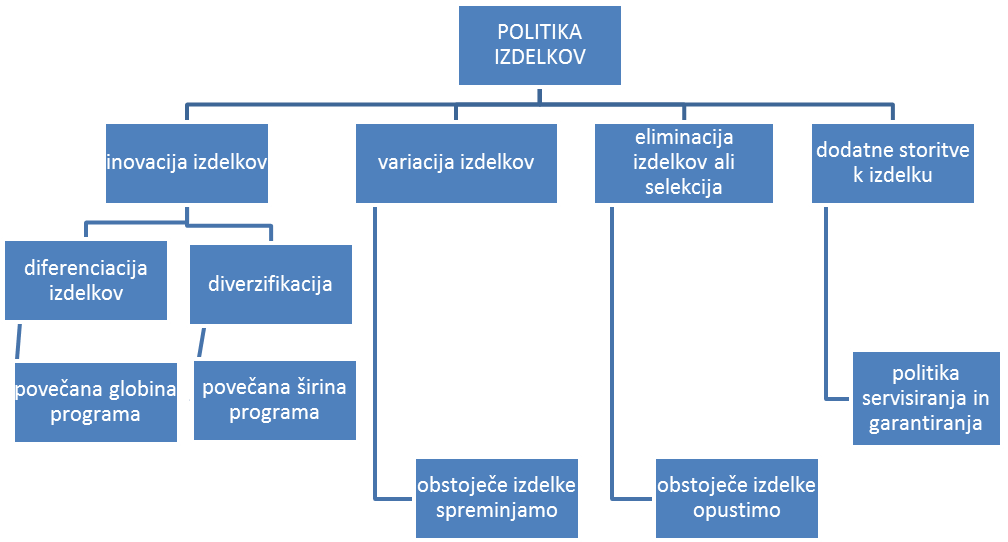 POLITIKA
IZDELKOV
inovacija izdelkov
variacija izdelkov
eliminacija
izdelkov ali
selekcija
dodatne storitve
k izdelku
diferenciacija
izdelkov
diverzifikacija
povečana globina
programa
povečana širina
programa
politika
servisiranja in
garantiranja
obstoječe izdelke
spreminjamo
obstoječe izdelke
opustimo